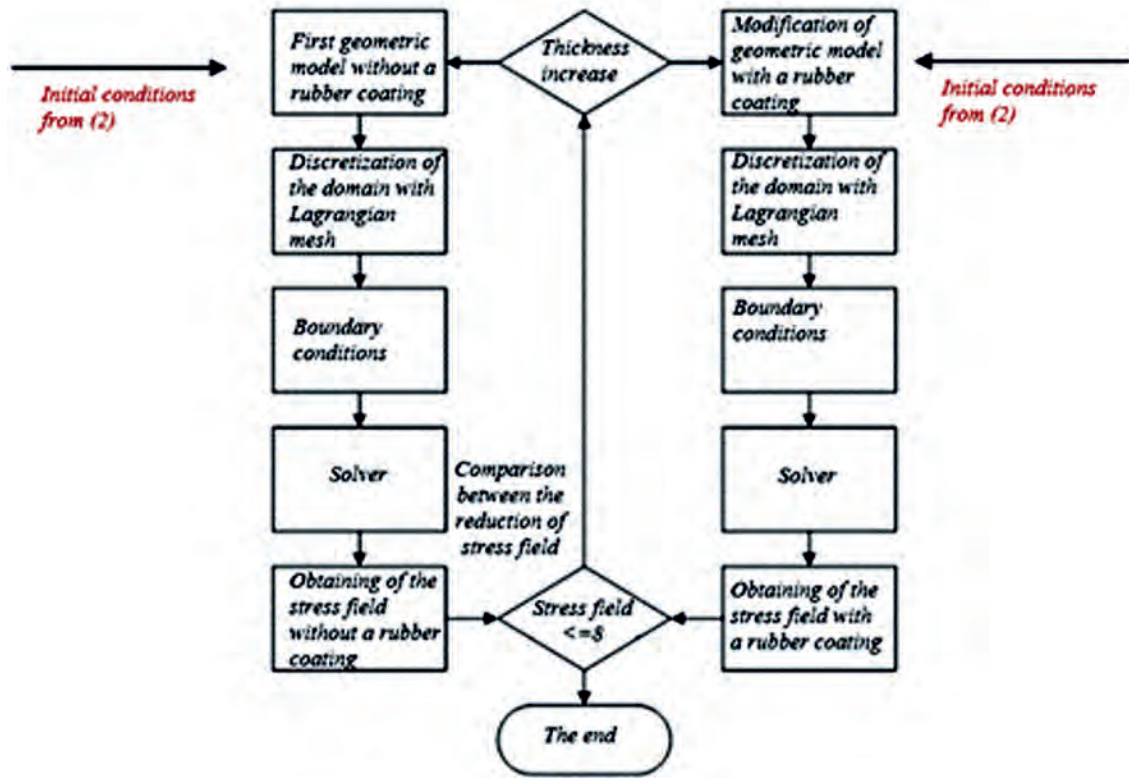 First geometric
model without a
rubber coating
Thickness
increase
Modification of
geometric model
with a rubber
coating
Initial conditions
from (2)
Initial conditions
from (2)
Discretization of
the domain with
Lagrangian
mesh
Discretization of
the domain with
Lagrangian
mesh
Boundary
conditions
Boundary
conditions
Solver
Comparison
between the
reduction of
stress field
Solver
Obtaining of the
stress field
without a rubber
coating
Stress field
Obtaining of the
stress field with
a rubber coating
The end